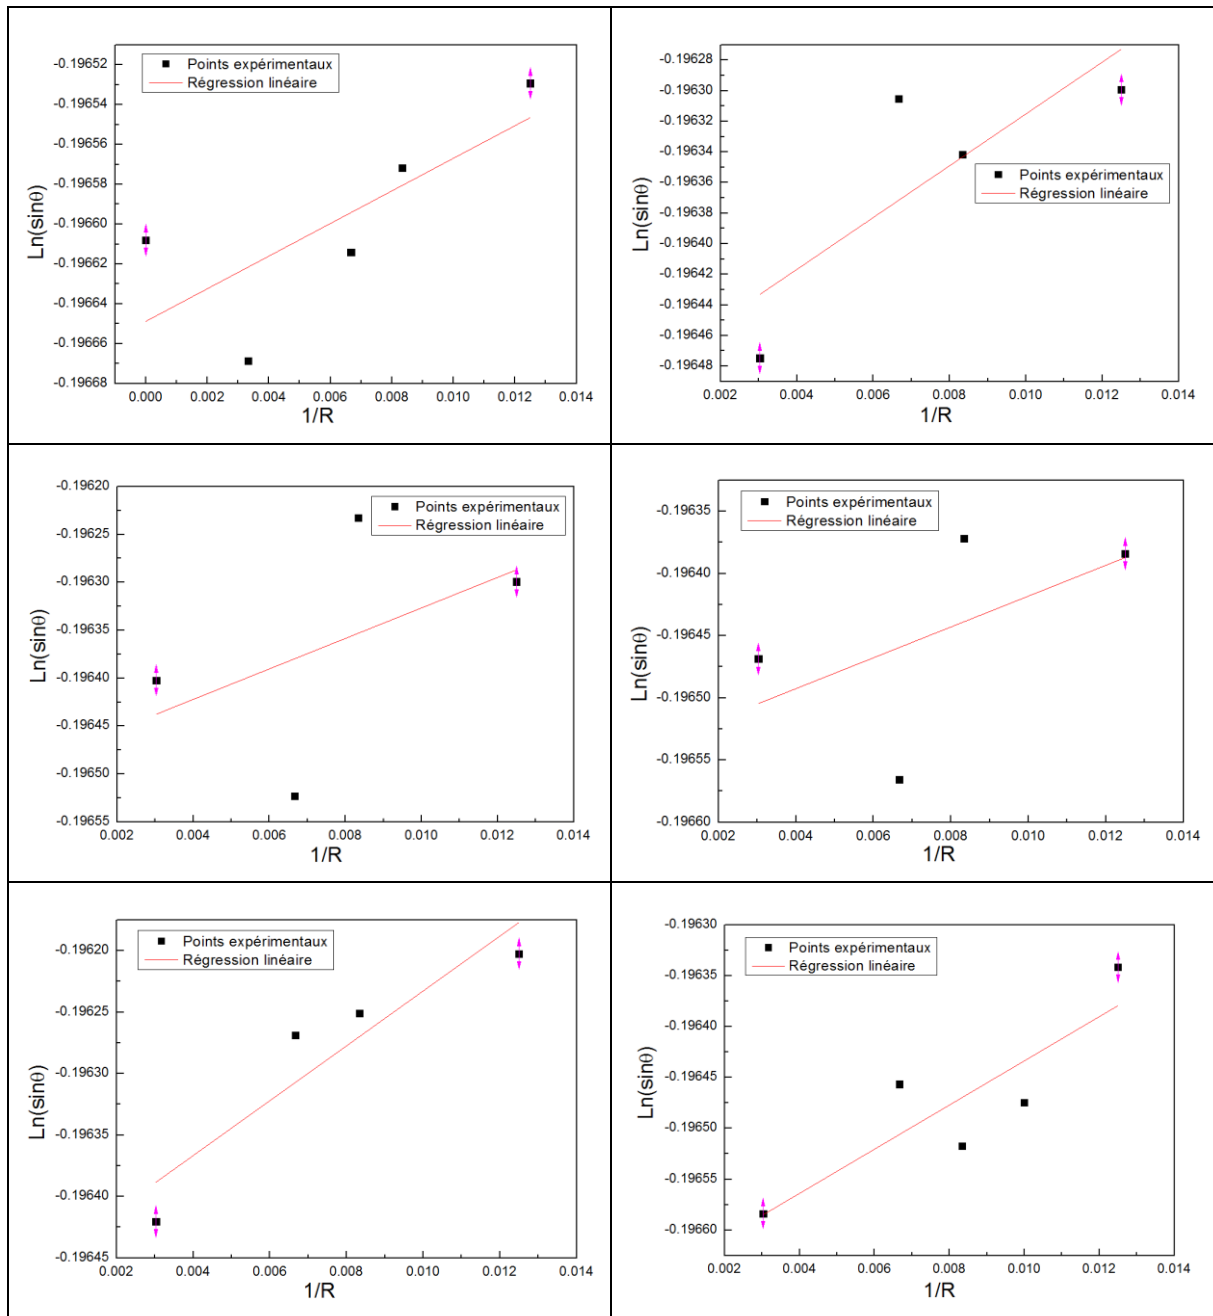 Points expérimentaux
Régression linéaire
-0.19652
-0.19654
-0.19656
-0.19658
-0.19660
-0.19662
-0.19664
-0.19666
-0.19668
Ln(sinθ)
0.000 0.002 0.004 0.006 0.008 0.010 0.012 0.014
1/R
-0.19628
-0.19630
-0.19632
-0.19634
-0.19636
-0.19638
-0.19640
-0.19642
-0.19644
-0.19646
-0.19648
Ln(sinθ)
Points expérimentaux
Régression linéaire
0.002 0.004 0.006 0.008 0.010 0.012 0.014
1/R
-0.19620
-0.19625
-0.19630
-0.19635
-0.19640
-0.19645
-0.19650
-0.19655
Ln(sinθ)
Points expérimentaux
Régression linéaire
0.002 0.004 0.006 0.008 0.010 0.012 0.014
1/R
Points expérimentaux
Régression linéaire
-0.19635
-0.19640
-0.19645
-0.19650
-0.19655
-0.19660
Ln(sinθ)
0.002 0.004 0.006 0.008 0.010 0.012 0.014
1/R
Points expérimentaux
Régression linéaire
-0.19620
-0.19625
-0.19630
-0.19635
-0.19640
-0.19645
Ln(sinθ)
0.002 0.004 0.006 0.008 0.010 0.012 0.014
1/R
-0.19630
-0.19635
-0.19640
-0.19645
-0.19650
-0.19655
-0.19660
Ln(sinθ)
Points expérimentaux
Régression linéaire
0.002 0.004 0.006 0.008 0.010 0.012 0.014
1/R